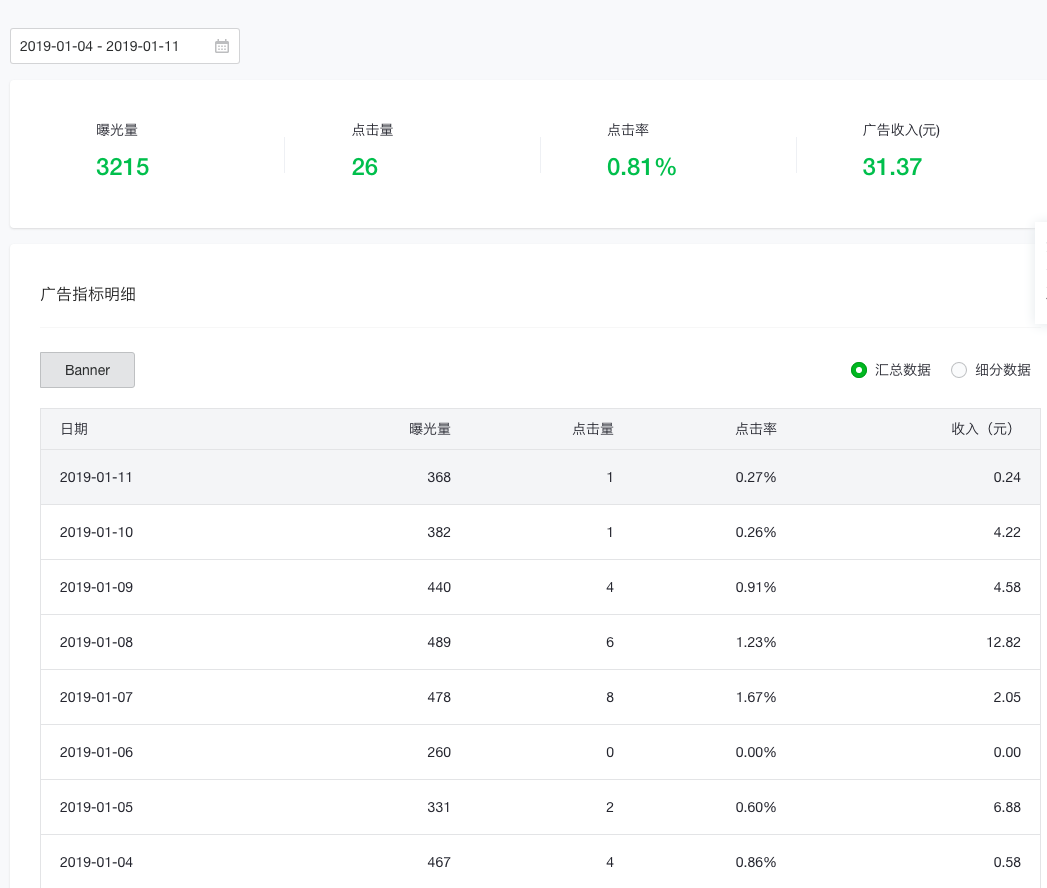 2019-01-04 - 2019-01-11
曝光量 点击量 点击率 广告收入(元)
3215 26 0.81% 31.37
广告指标明细
Banner 汇总数据 细分数据
日期 曝光量 点击量 点击率 收入（元）
2019-01-11 368 1 0.27% 0.24
2019-01-10 382 1 0.26% 4.22
2019-01-09 440 4 0.91% 4.58
2019-01-08 489 6 1.23% 12.82
2019-01-07 478 8 1.67% 2.05
2019-01-06 260 0 0.00% 0.00
2019-01-05 331 2 0.60% 6.88
2019-01-04 467 4 0.86% 0.58